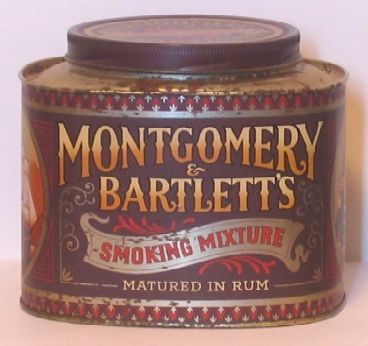 MONTGOMERY
&
BARTLETT'S
SMOKING MIXTURE
MATURED IN RUM